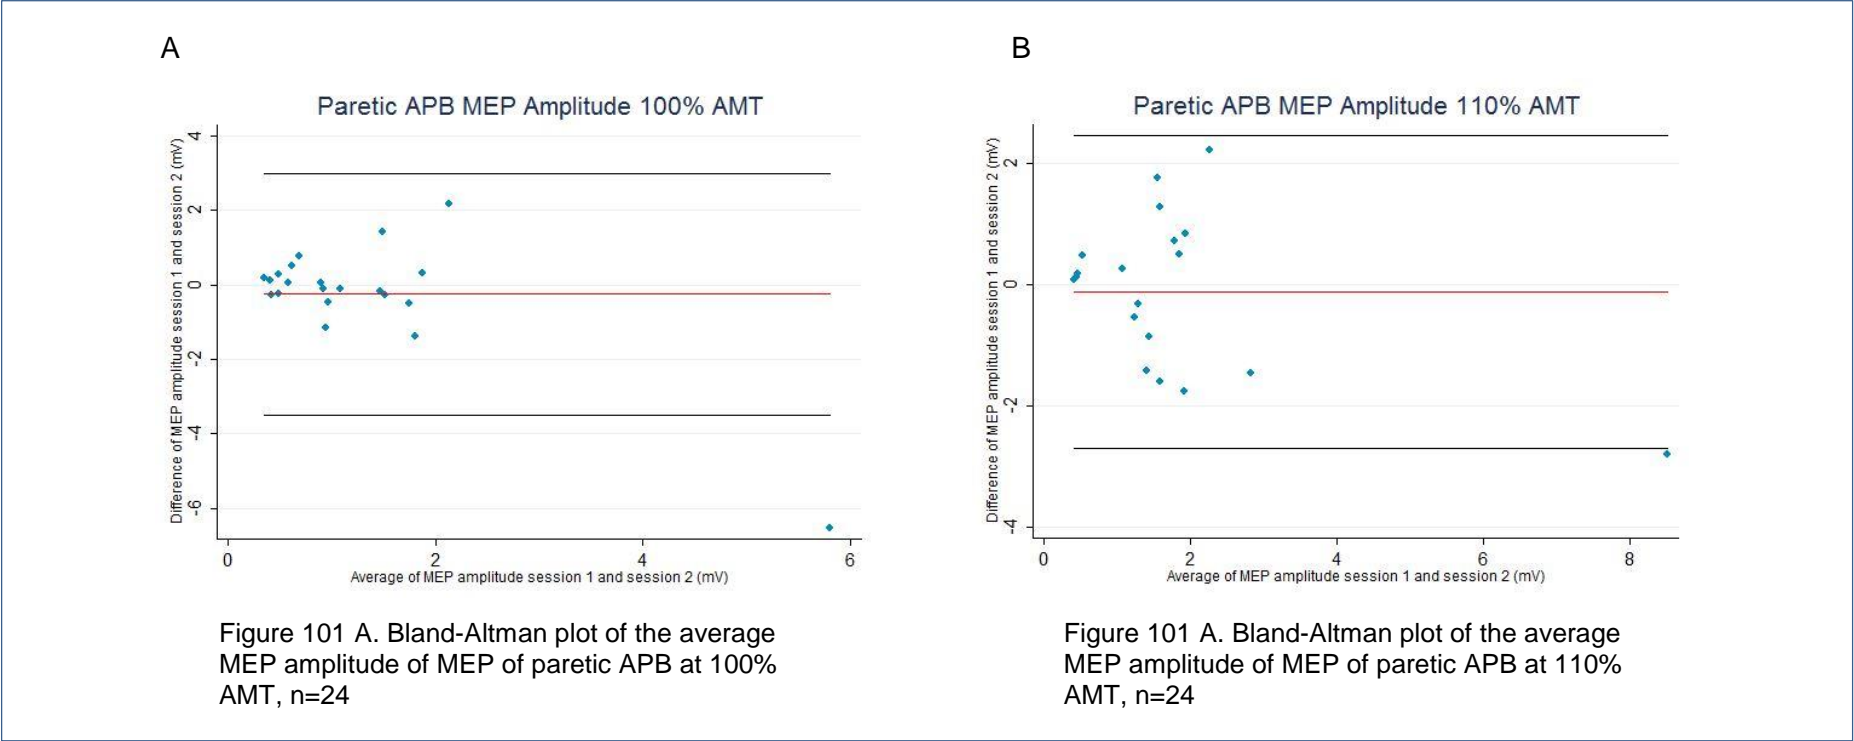 A
Paretic APB MEP Amplitude 100% AMT
Difference of MEP amplitude session 1 and session 2 (mV)
4
2
0
-2
-4
-6
0 2 4 6
Average of MEP amplitude session 1 and session 2 (mV)
Figure 101 A. Bland-Altman plot of the average
MEP amplitude of MEP of paretic APB at 100%
AMT, n=24
B
Paretic APB MEP Amplitude 110% AMT
Difference of MEP amplitude session 1 and session 2 (mV)
2
0
-2
-4
0 2 4 6 8
Average of MEP amplitude session 1 and session 2 (mV)
Figure 101 A. Bland-Altman plot of the average
MEP amplitude of MEP of paretic APB at 110%
AMT, n=24